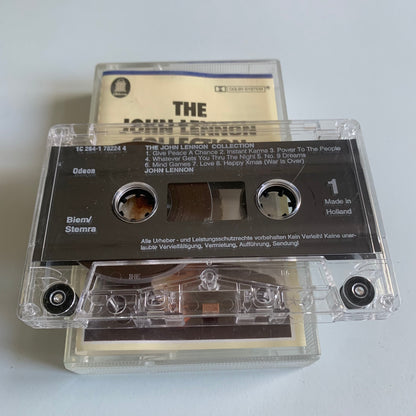 DOLBY SYSTEM
THE
JOHN LENNON
COLLECTION
1C 264-1 78224 4
THE JOHN LENNON COLLECTION
1. Give Peace A Chance 2. Instant Karma 3. Power To The People
4. Whatever Gets You Thru The Night 5. No. 9 Dreams
6. Mind Games 7. Love 8. Happy Xmas (War Is Over)
JOHN LENNON
Odeon
Biem/
Stemra
1
Made in
Holland
Alle Urheber - und Leistungsschutzrechte vorbehalten Kein Verleih! Keine uner-
laubte Vervielfältigung, Vermietung, Aufführung, Sendung!